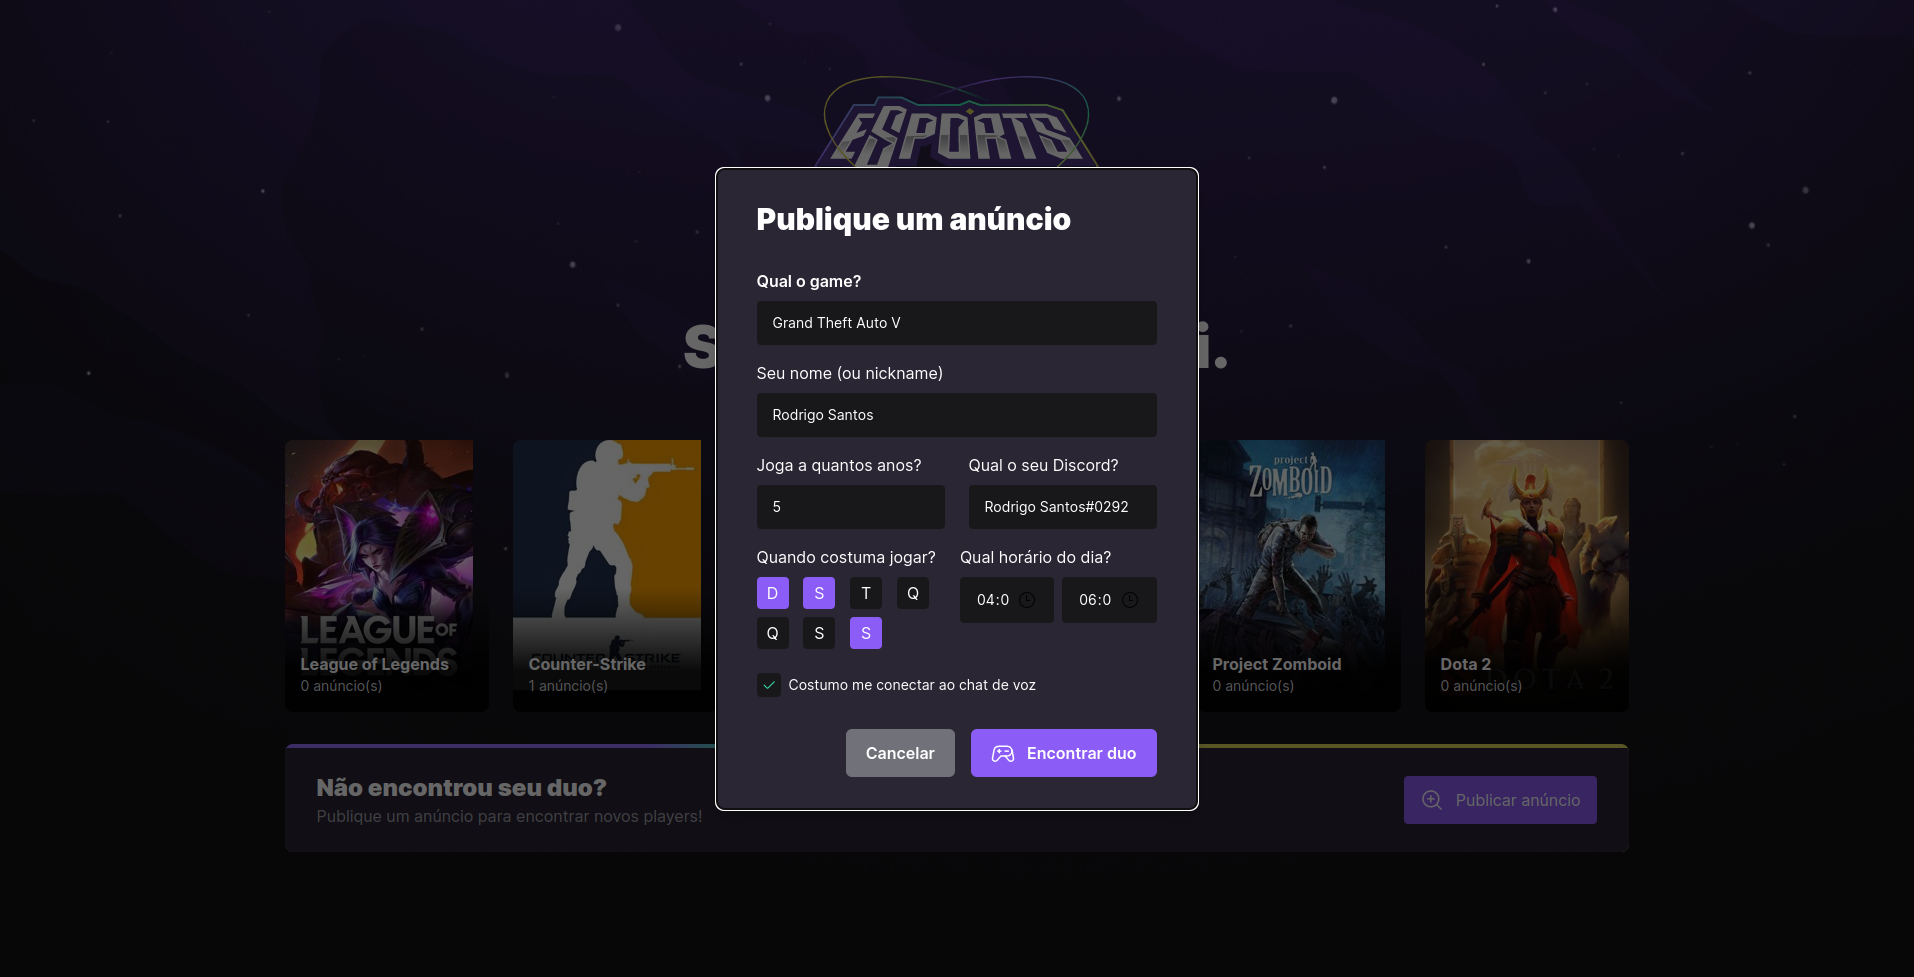 ESPORTS
Publique um anúncio
Qual o game?
Grand Theft Auto V
Seu nome (ou nickname)
Rodrigo Santos
Joga a quantos anos?
Qual o seu Discord?
5
Rodrigo Santos#0292
Quando costuma jogar?
Qual horário do dia?
D S T Q
Q S S
04:0
06:0
Costumo me conectar ao chat de voz
Cancelar
Encontrar duo
S
i.
LEAGUE OF
LEGENDS
League of Legends
0 anúncio(s)
COUNTER STRIKE
Counter-Strike
1 anúncio(s)
project
ZOMBOID
Project Zomboid
0 anúncio(s)
DOTA 2
Dota 2
0 anúncio(s)
Não encontrou seu duo?
Publique um anúncio para encontrar novos players!
Publicar anúncio